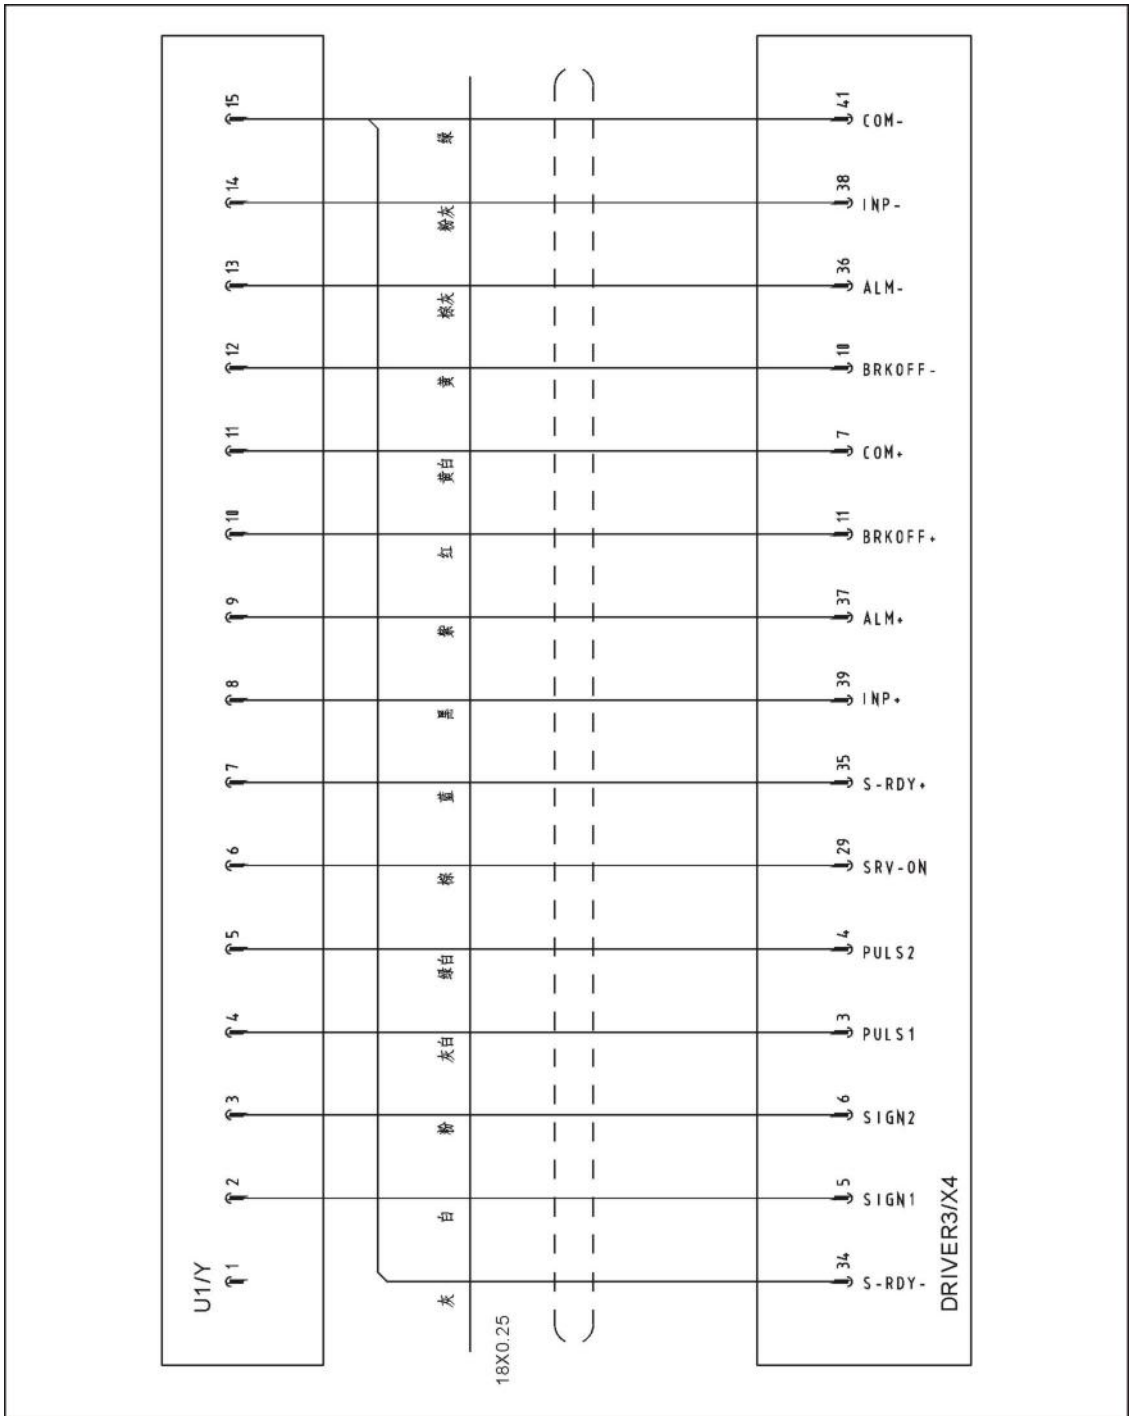 15 绿 41 COM-
14 粉灰 38 INP-
13 棕灰 36 ALM-
12 黄 10 BRKOFF-
11 黄白 7 COM+
10 红 11 BRKOFF+
9 紫 37 ALM+
8 黑 39 INP+
7 蓝 35 S-RDY+
6 棕 29 SRV-ON
5 绿白 4 PULS2
4 灰白 3 PULS1
3 粉 6 SIGN2
2 白 5 SIGN1
1 灰 34 S-RDY-
U1/Y
18X0.25
DRIVER3/X4